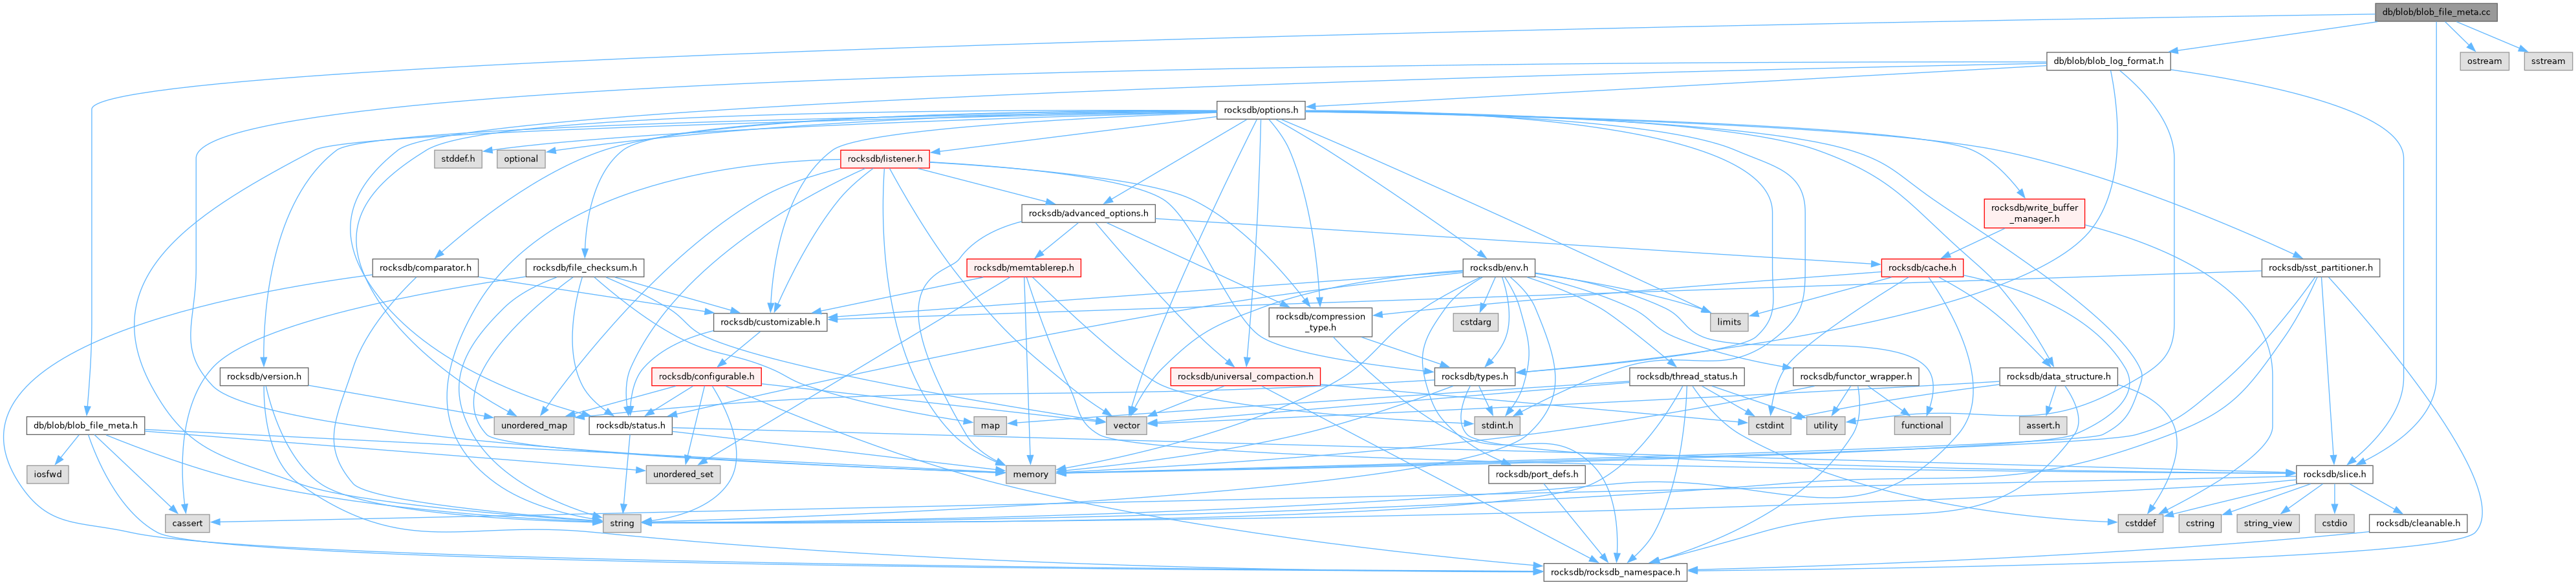 db/blob/blob_file_meta.cc
db/blob/blob_log_format.h
ostream
sstream
rocksdb/options.h
stddef.h
optional
rocksdb/listener.h
rocksdb/advanced_options.h
rocksdb/write_buffer
_manager.h
rocksdb/comparator.h
rocksdb/file_checksum.h
rocksdb/memtablerep.h
rocksdb/env.h
rocksdb/cache.h
rocksdb/sst_partitioner.h
rocksdb/customizable.h
rocksdb/compression
_type.h
cstdarg
limits
rocksdb/version.h
rocksdb/configurable.h
rocksdb/universal_compaction.h
rocksdb/types.h
rocksdb/thread_status.h
rocksdb/functor_wrapper.h
rocksdb/data_structure.h
db/blob/blob_file_meta.h
unordered_map
rocksdb/status.h
map
vector
stdint.h
cstdint
utility
functional
assert.h
iosfwd
unordered_set
memory
rocksdb/port_defs.h
rocksdb/slice.h
cassert
string
cstddef
cstring
string_view
cstdio
rocksdb/cleanable.h
rocksdb/rocksdb_namespace.h